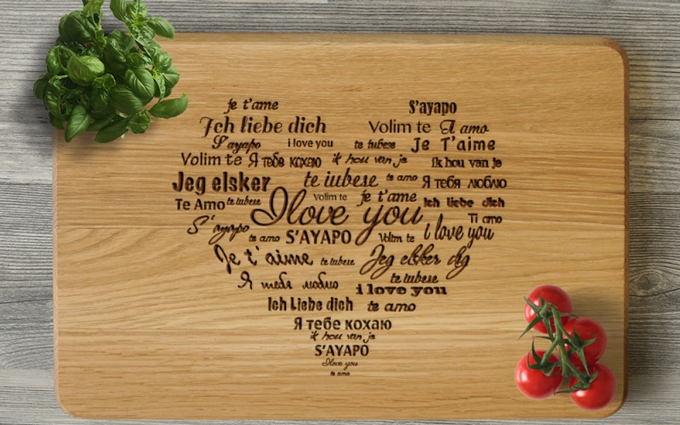 je t'ame S'ayapo
Ich liebe dich Volim te Ti amo
S'ayapo i love you te iubesc Je T'aime
Volim te Я тебе кохаю ik hou van je ik hou van je
Jeg elsker te iubesc te amo Я тебя люблю
Te Amo te iubesc Volim te je t'ame Ich liebe dich
I love you
S'ayapo Ti amo
te amo S'AYAPO Volim te i love you
Je t'aime te iubesc Jeg elsker dig
te iubesc
Я тебя люблю i love you
Ich Liebe dich te amo
Я тебе кохаю
ik hou van je
S'AYAPO
I love you
te amo